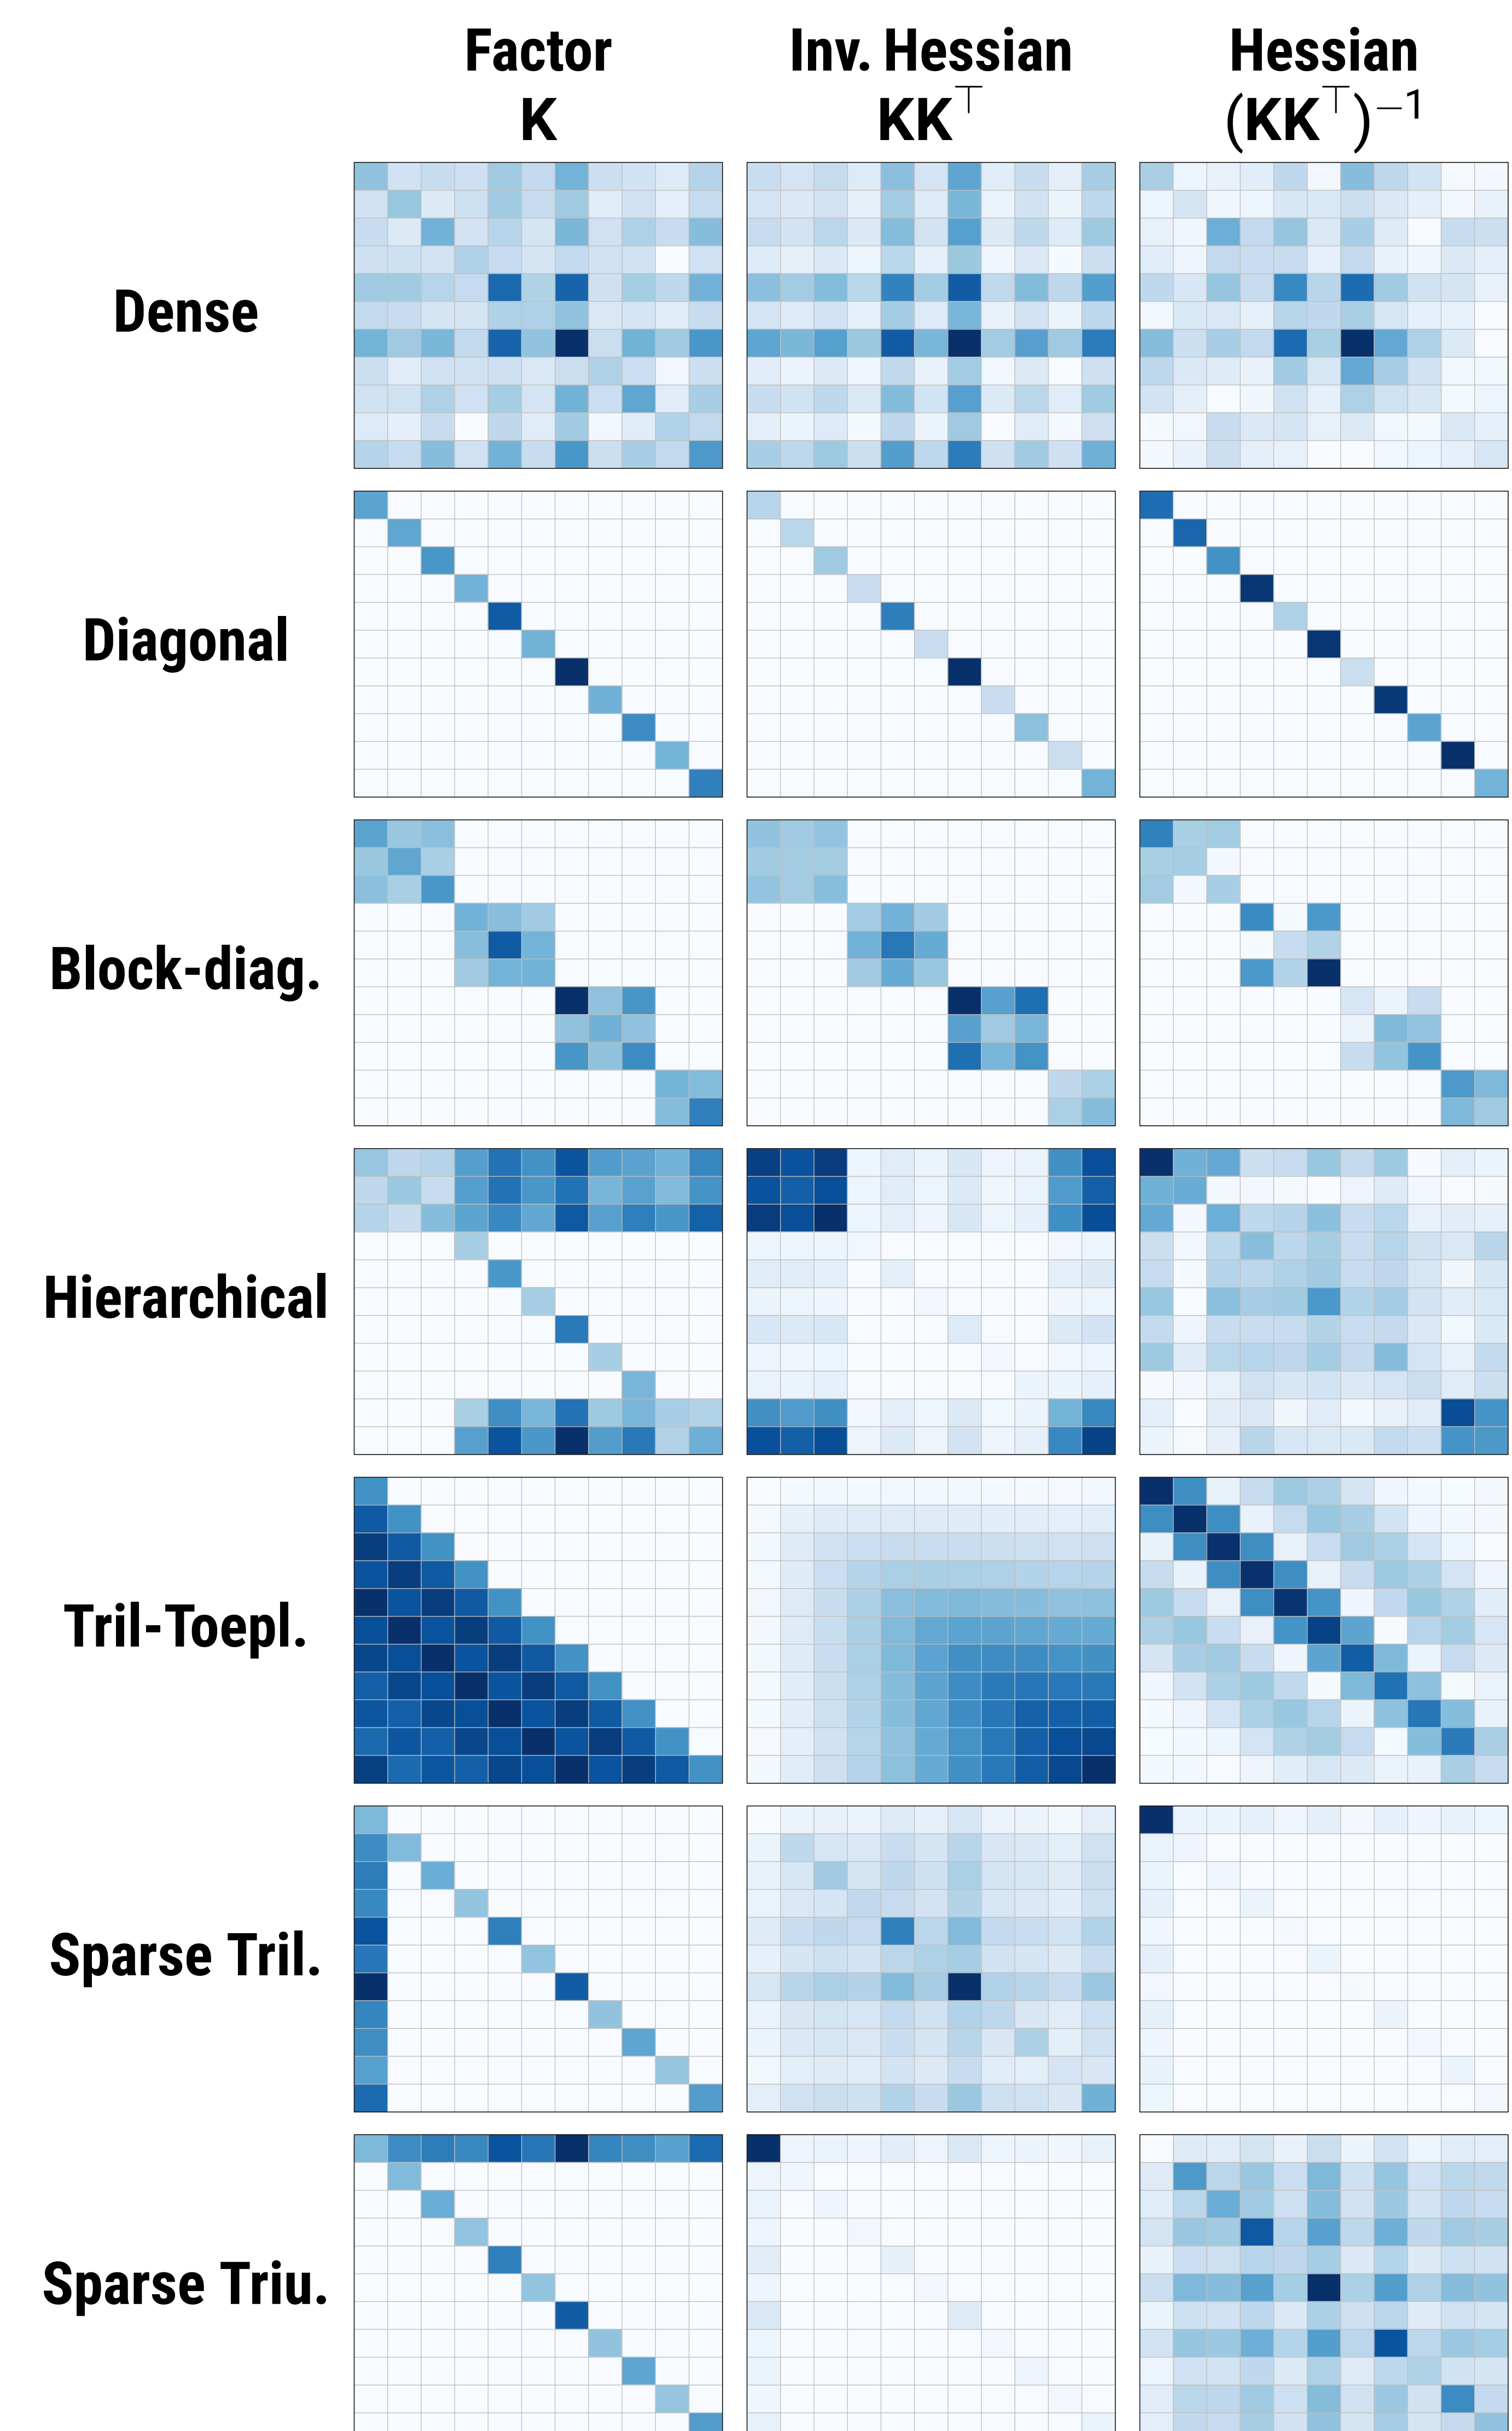 Factor Inv. Hessian Hessian
K KK⊤ (KK⊤)−1
Dense
Diagonal
Block-diag.
Hierarchical
Tril-Toepl.
Sparse Tril.
Sparse Triu.